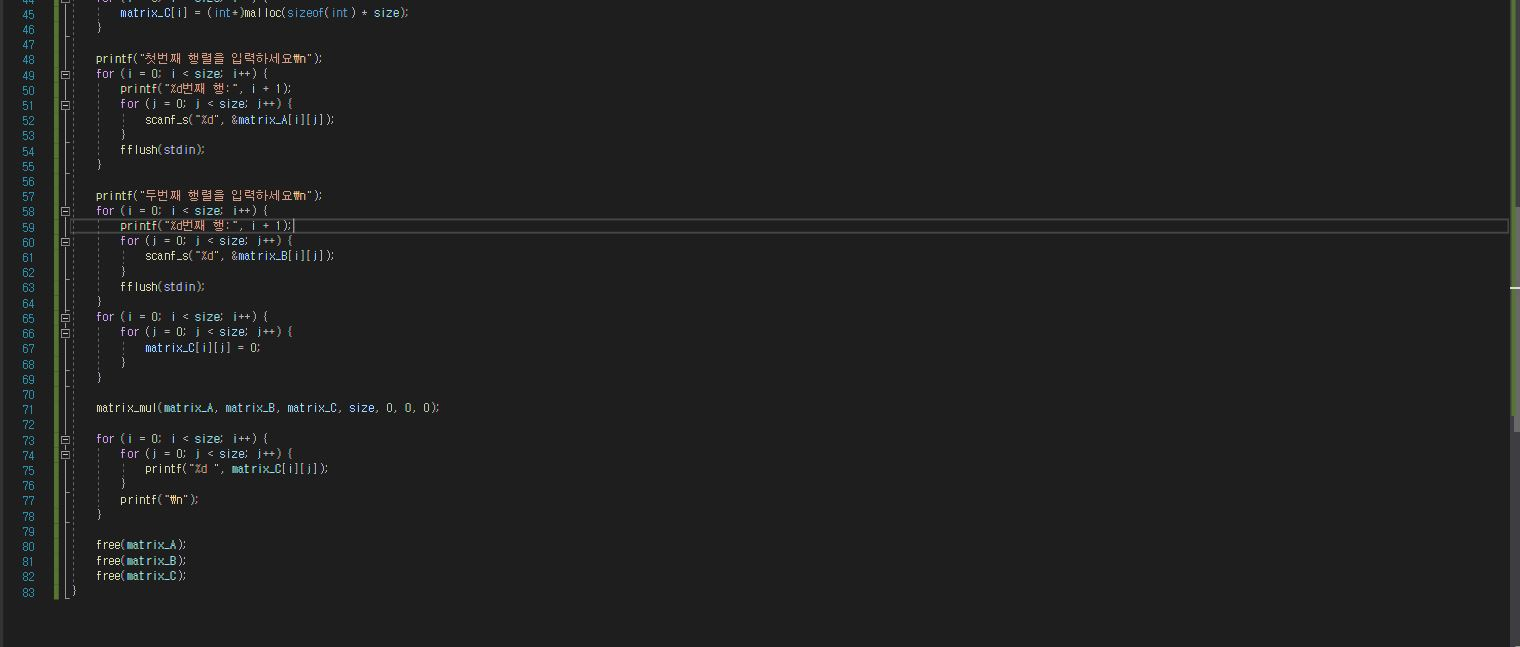 44 for (i = 0; i < size; i++) {
45 matrix_C[i] = (int*)malloc(sizeof(int) * size);
46 }
47
48 printf("첫번째 행렬을 입력하세요₩n");
49 for (i = 0; i < size; i++) {
50 printf("%d번째 행:", i + 1);
51 for (j = 0; j < size; j++) {
52 scanf_s("%d", &matrix_A[i][j]);
53 }
54 fflush(stdin);
55 }
56
57 printf("두번째 행렬을 입력하세요₩n");
58 for (i = 0; i < size; i++) {
59 printf("%d번째 행:", i + 1);
60 for (j = 0; j < size; j++) {
61 scanf_s("%d", &matrix_B[i][j]);
62 }
63 fflush(stdin);
64 }
65 for (i = 0; i < size; i++) {
66 for (j = 0; j < size; j++) {
67 matrix_C[i][j] = 0;
68 }
69 }
70
71 matrix_mul(matrix_A, matrix_B, matrix_C, size, 0, 0, 0);
72
73 for (i = 0; i < size; i++) {
74 for (j = 0; j < size; j++) {
75 printf("%d ", matrix_C[i][j]);
76 }
77 printf("₩n");
78 }
79
80 free(matrix_A);
81 free(matrix_B);
82 free(matrix_C);
83 }